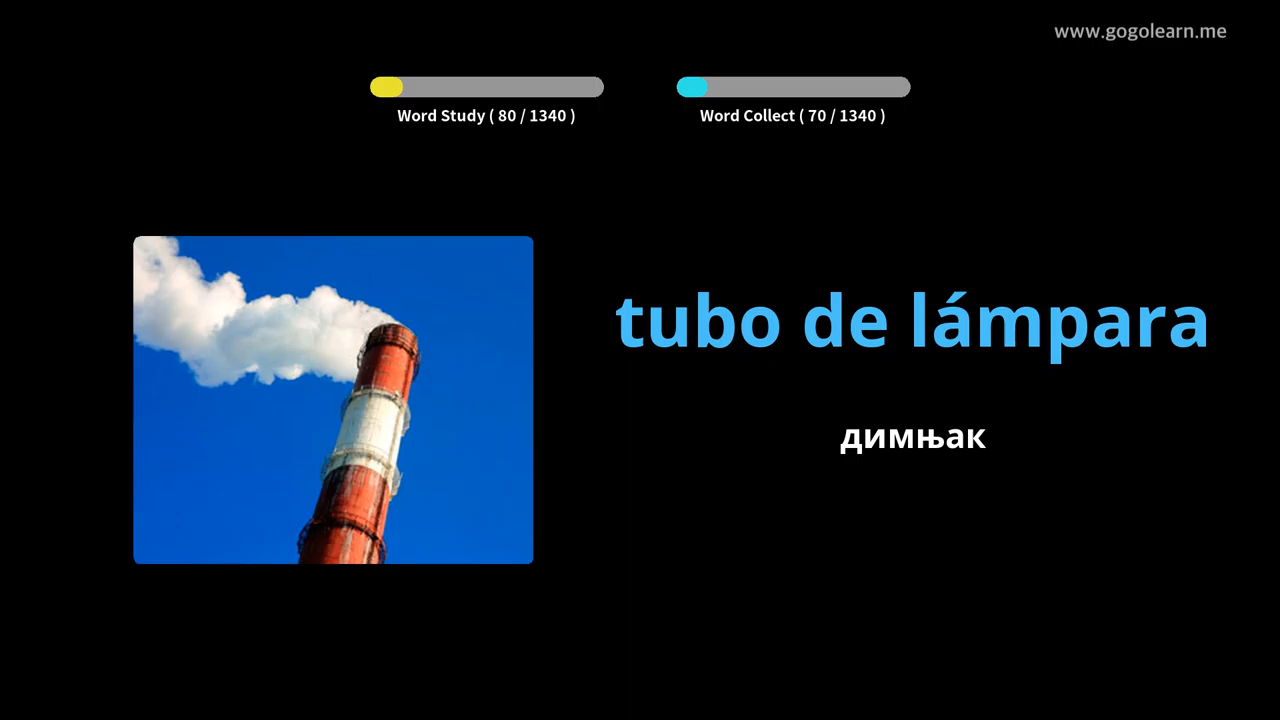 www.gogolearn.me
Word Study ( 80 / 1340 )
Word Collect ( 70 / 1340 )
tubo de lámpara
димњак